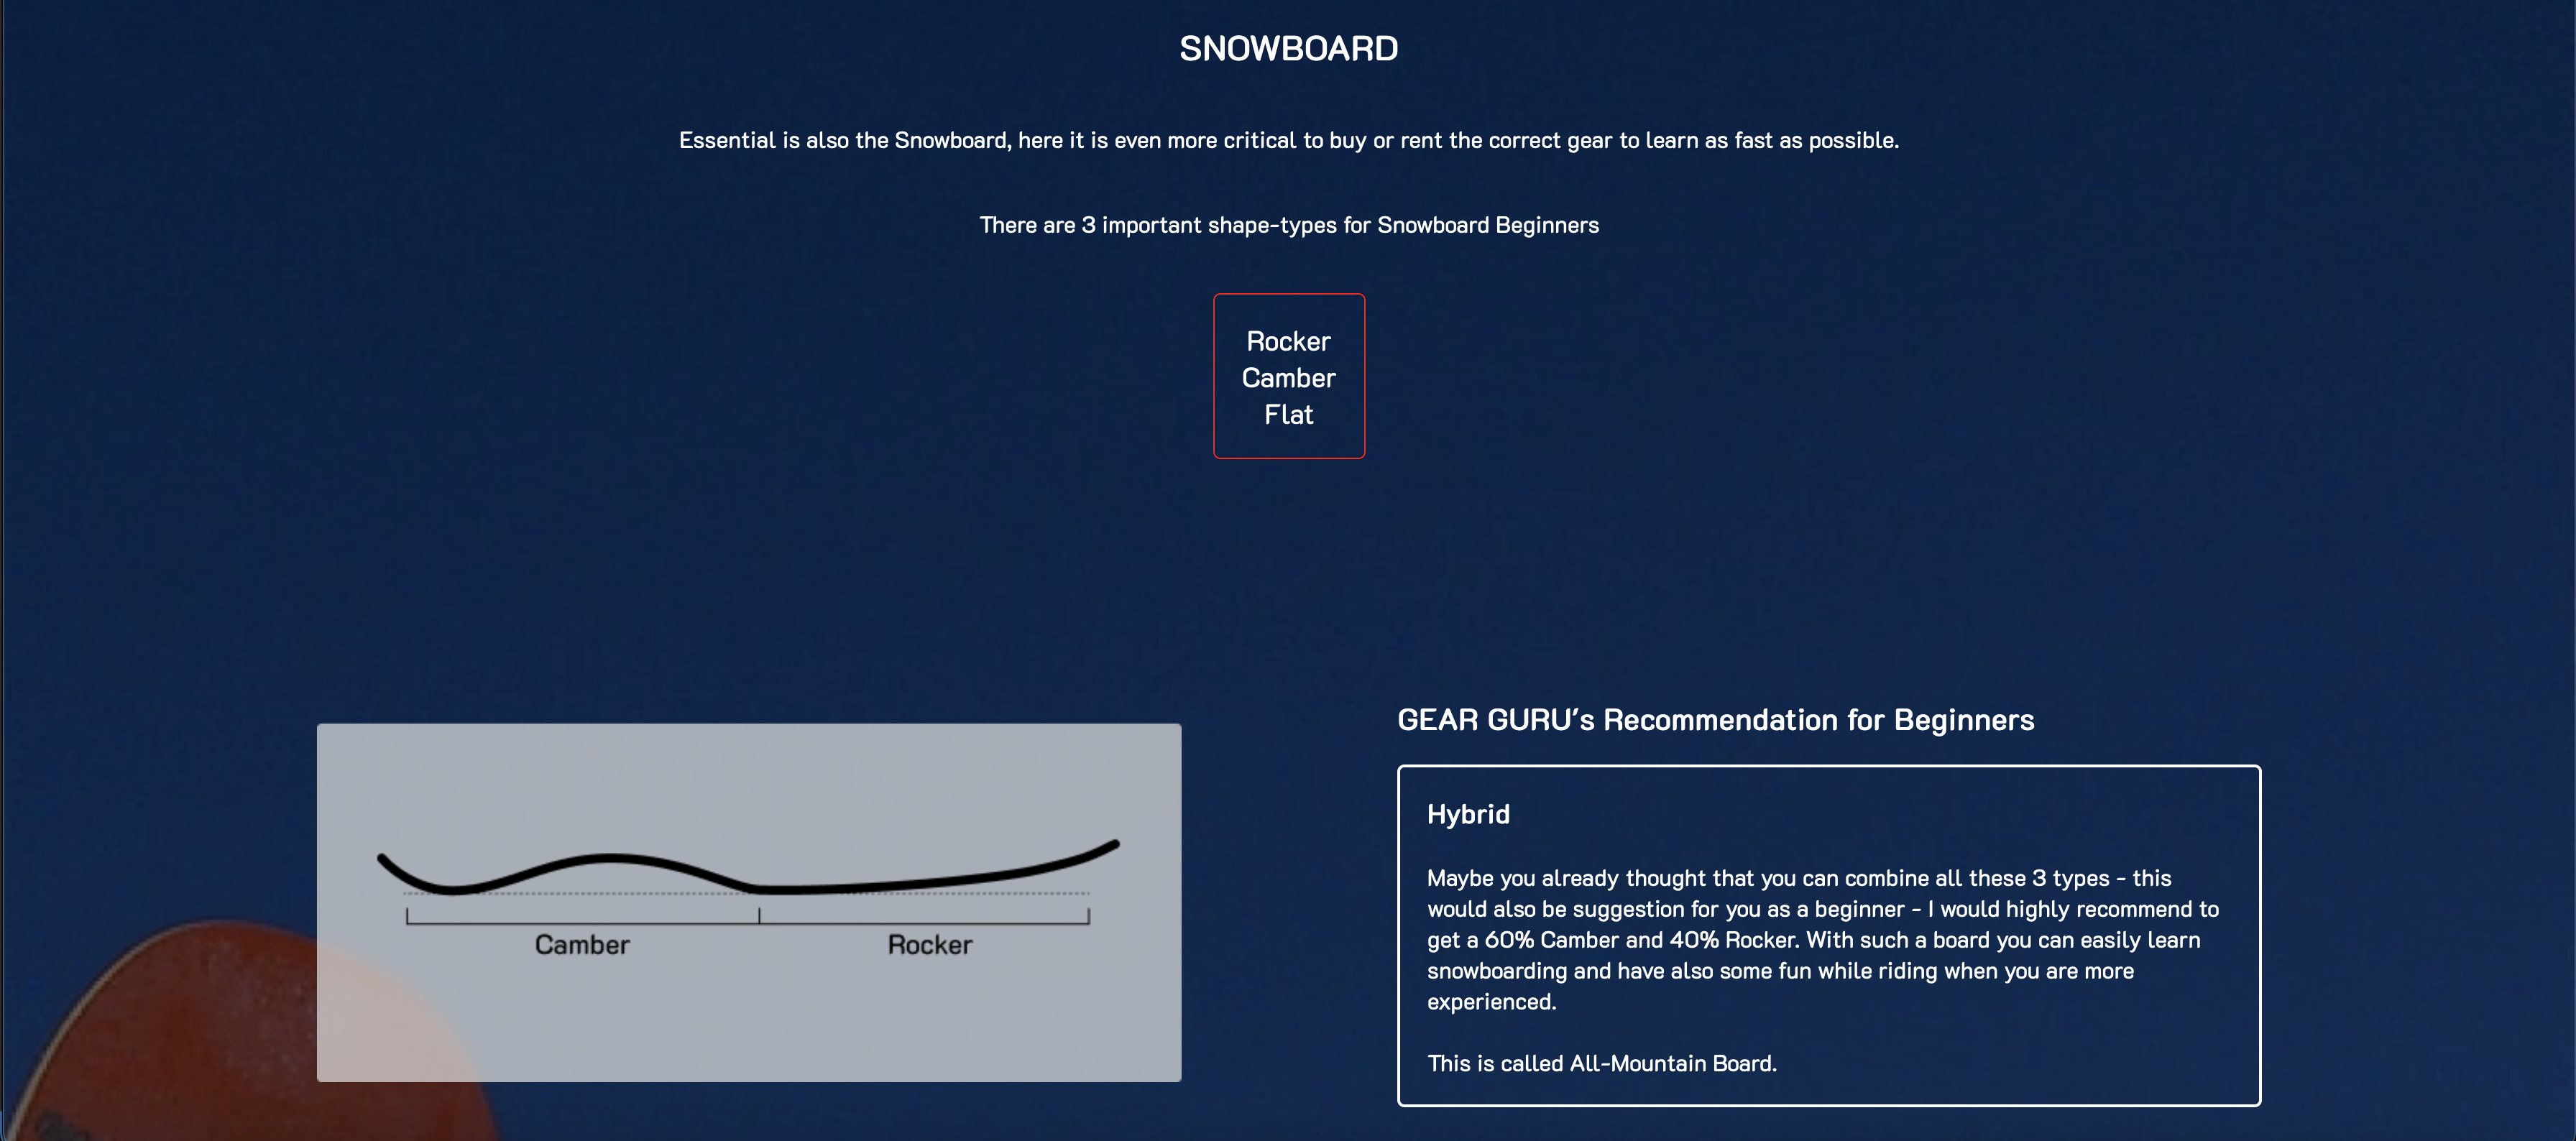 SNOWBOARD
Essential is also the Snowboard, here it is even more critical to buy or rent the correct gear to learn as fast as possible.
There are 3 important shape-types for Snowboard Beginners
Rocker
Camber
Flat
GEAR GURU's Recommendation for Beginners
Hybrid
Maybe you already thought that you can combine all these 3 types - this
would also be suggestion for you as a beginner - I would highly recommend to
get a 60% Camber and 40% Rocker. With such a board you can easily learn
snowboarding and have also some fun while riding when you are more
experienced.
This is called All-Mountain Board.
Camber
Rocker